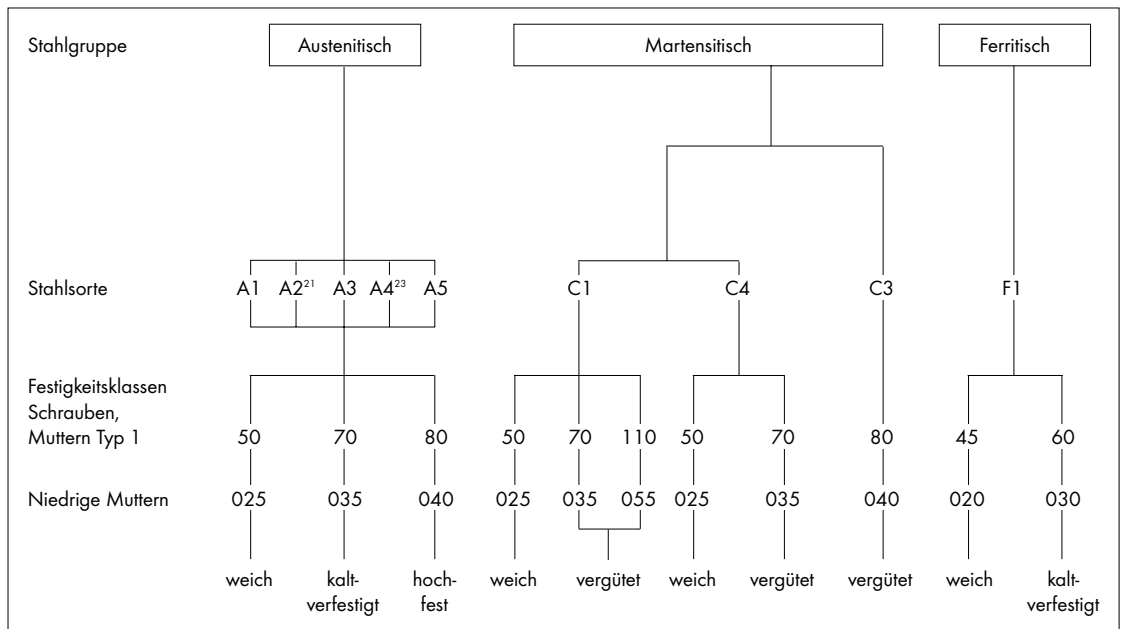 Stahlgruppe Austenitisch Martensitisch Ferritisch
Stahlsorte A1 A2²¹ A3 A4²³ A5 C1 C4 C3 F1
Festigkeitsklassen
Schrauben,
Muttern Typ 1 50 70 80 50 70 110 50 70 80 45 60
Niedrige Muttern 025 035 040 025 035 055 025 035 040 020 030
weich kalt- hoch- weich vergütet weich vergütet vergütet weich kalt-
verfestigt fest verfestigt